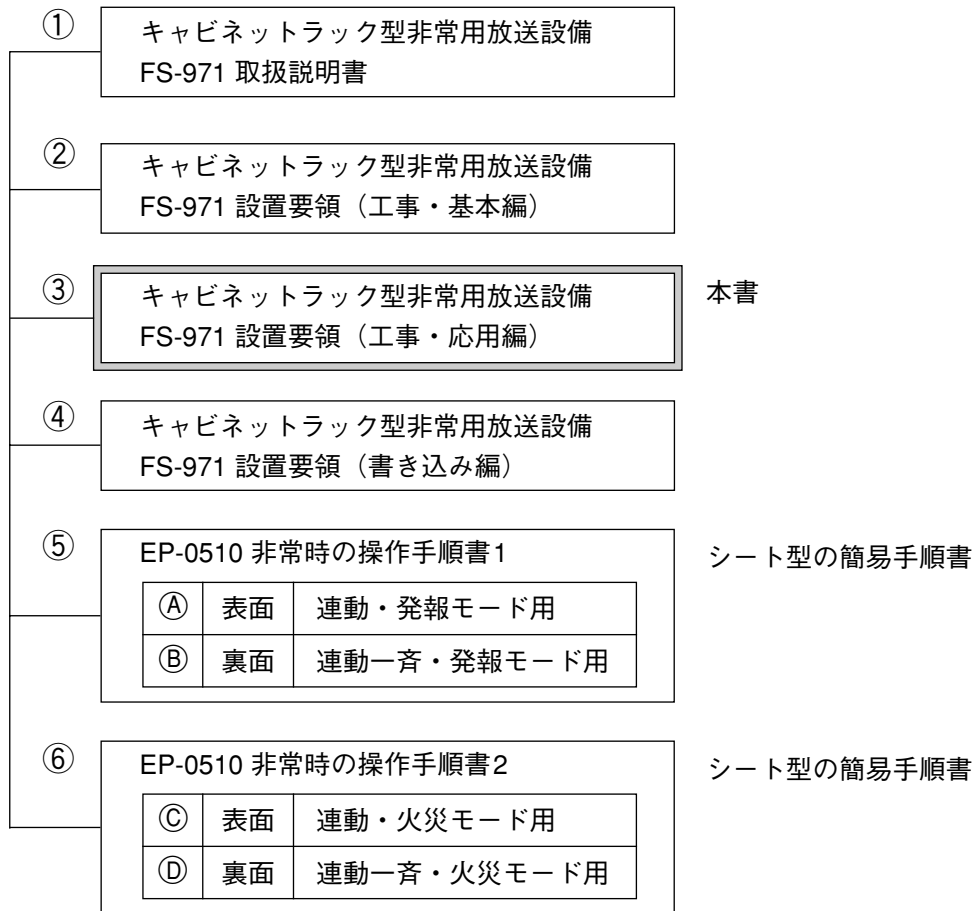 ① キャビネットラック型非常用放送設備
FS-971 取扱説明書
② キャビネットラック型非常用放送設備
FS-971 設置要領（工事・基本編）
③ キャビネットラック型非常用放送設備 本書
FS-971 設置要領（工事・応用編）
④ キャビネットラック型非常用放送設備
FS-971 設置要領（書き込み編）
⑤ EP-0510 非常時の操作手順書1 シート型の簡易手順書
Ⓐ 表面 連動・発報モード用
Ⓑ 裏面 連動一斉・発報モード用
⑥ EP-0510 非常時の操作手順書2 シート型の簡易手順書
Ⓒ 表面 連動・火災モード用
Ⓓ 裏面 連動一斉・火災モード用